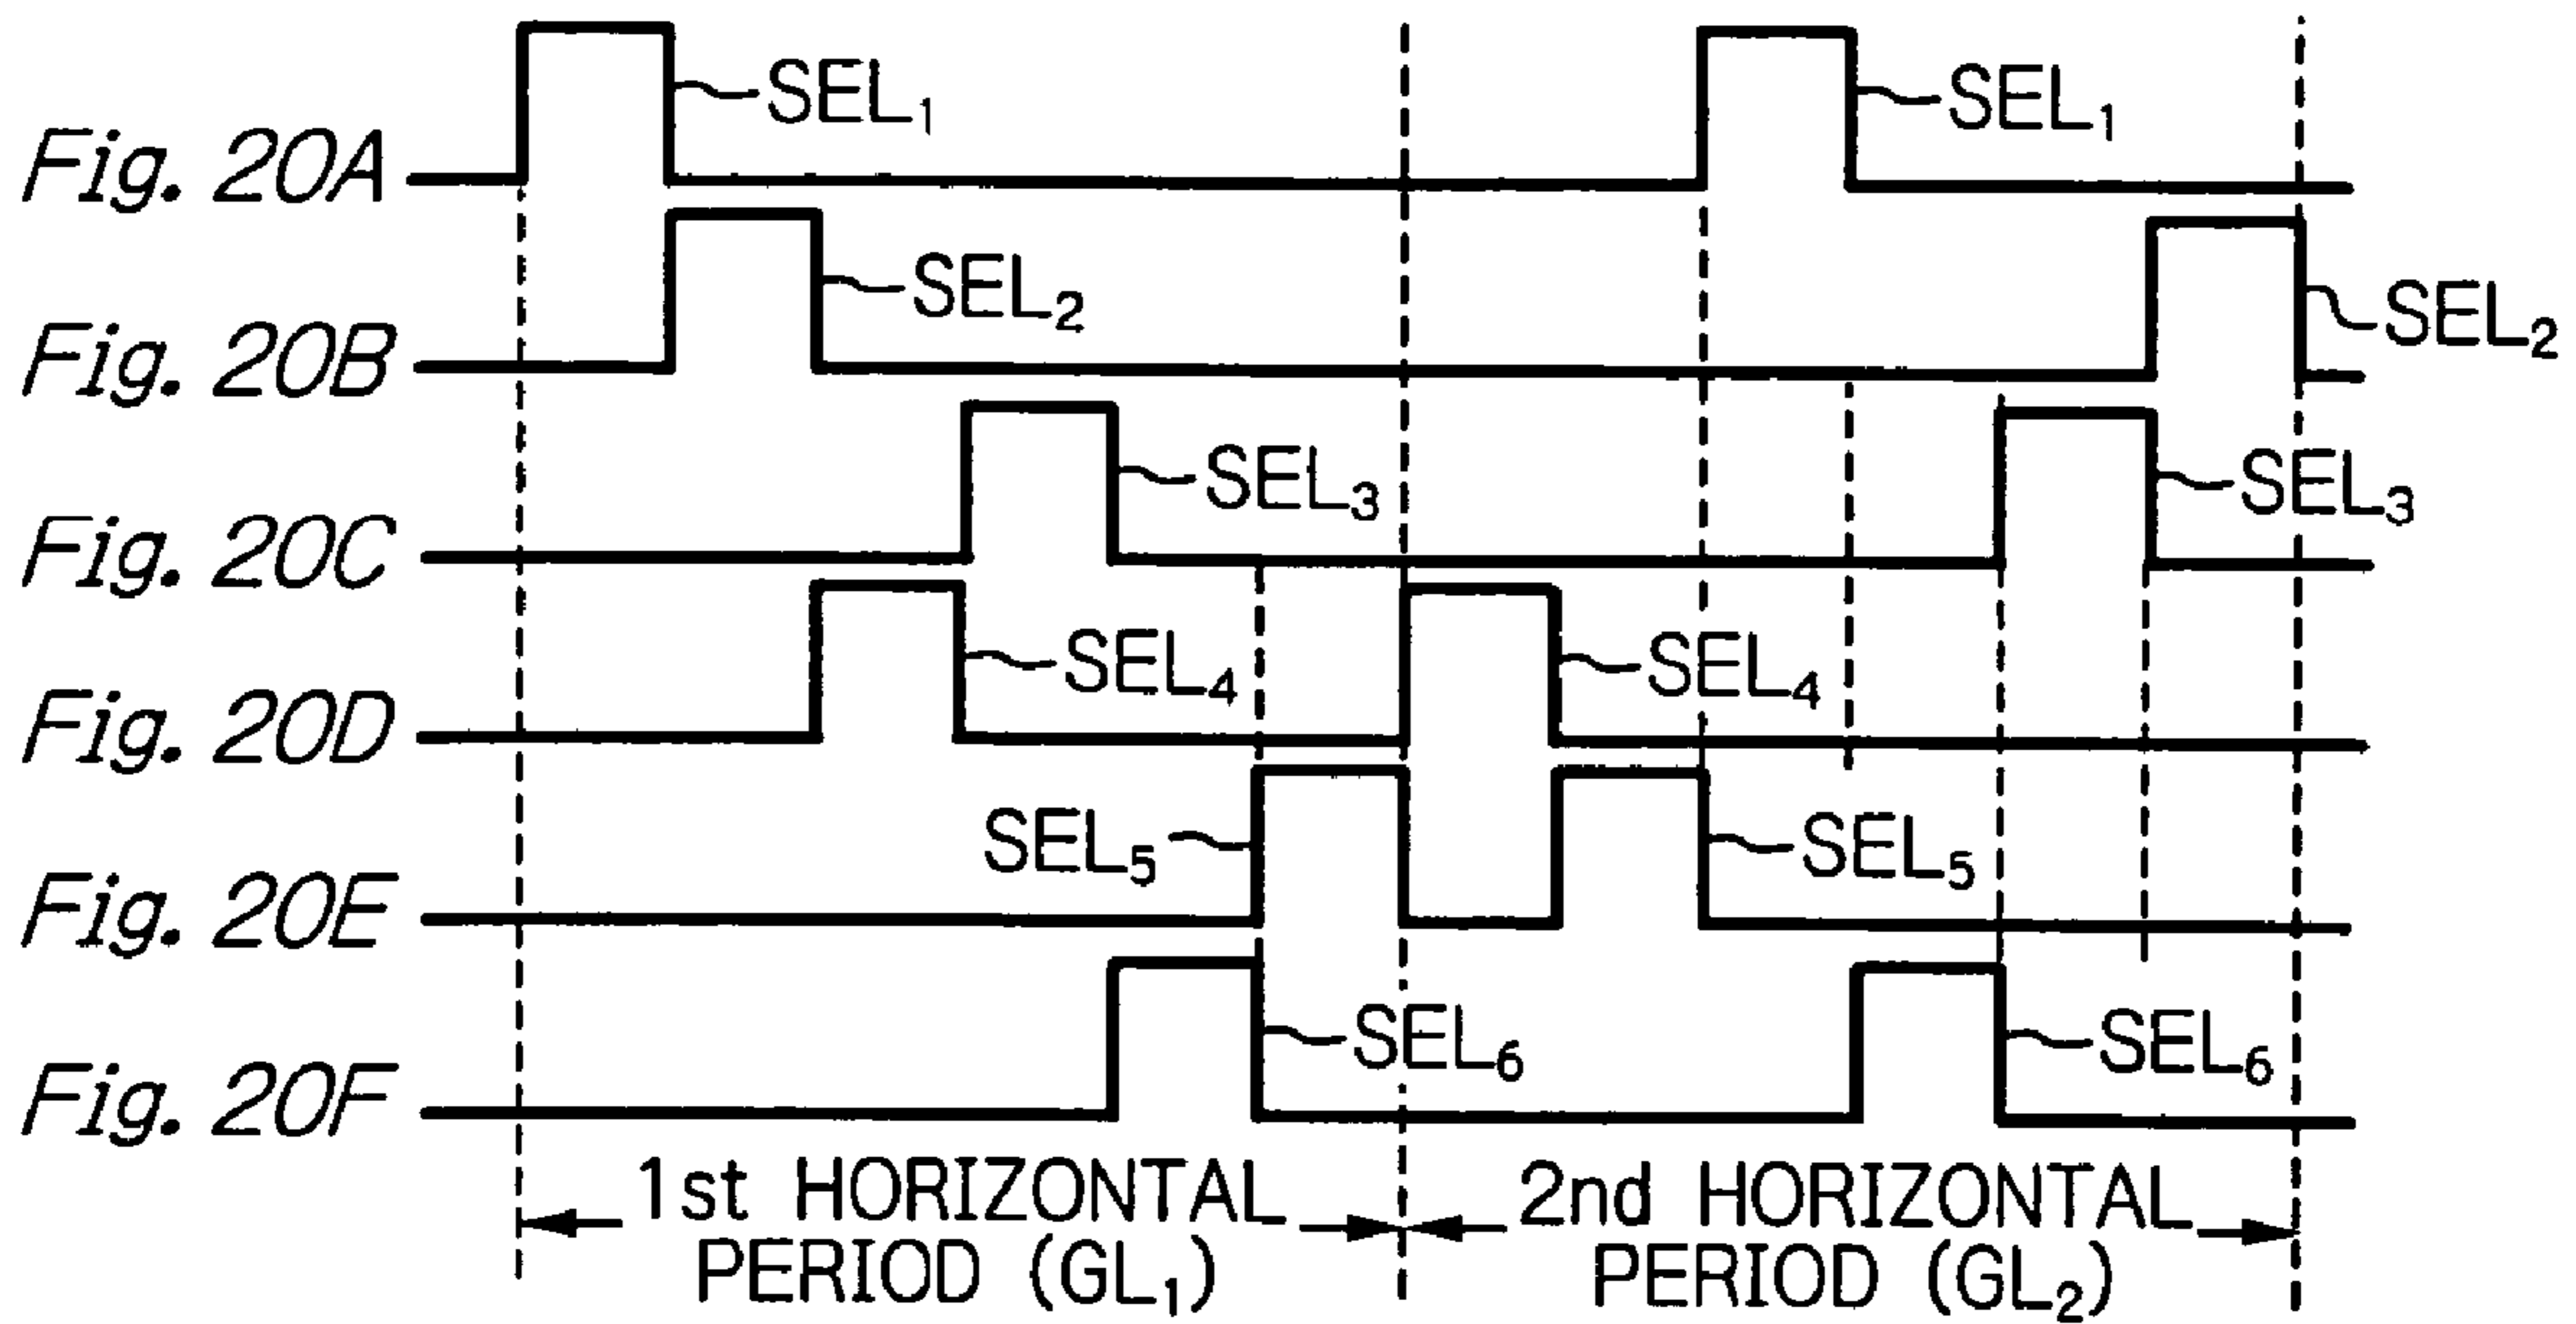 Fig. 20A
SEL1
SEL1
Fig. 20B
SEL2
SEL2
Fig. 20C
SEL3
SEL3
Fig. 20D
SEL4
SEL4
Fig. 20E
SEL5
SEL5
Fig. 20F
SEL6
SEL6
1st HORIZONTAL
PERIOD (GL1)
2nd HORIZONTAL
PERIOD (GL2)